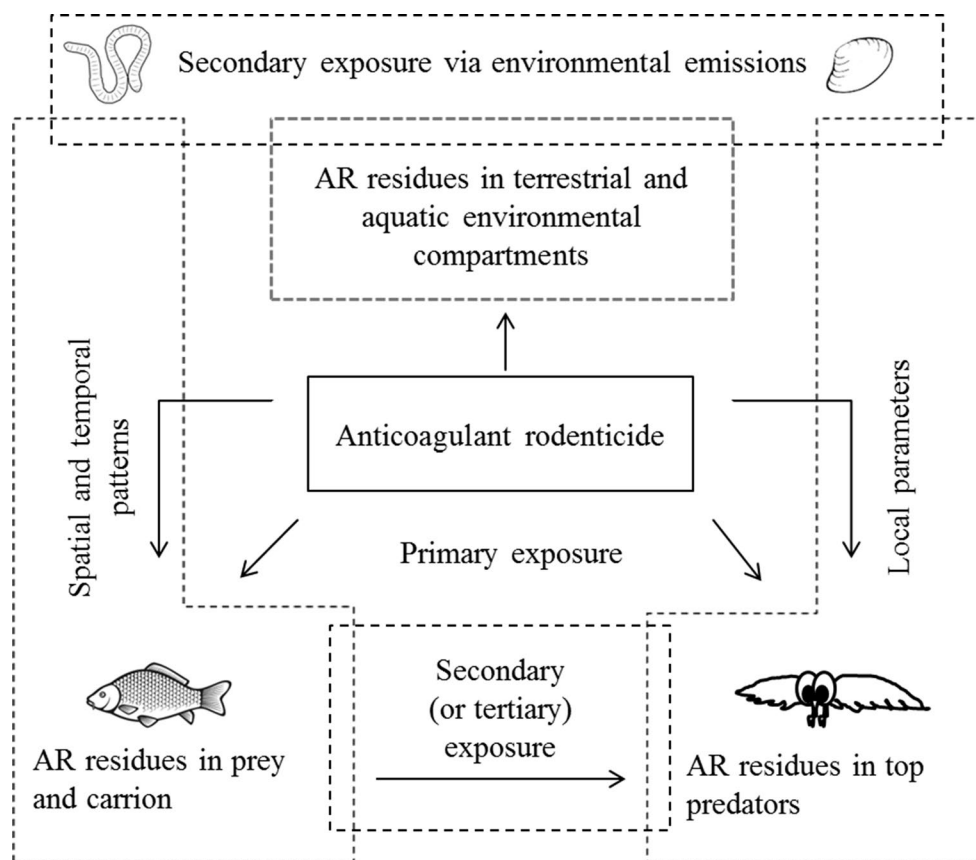 Secondary exposure via environmental emissions
AR residues in terrestrial and
aquatic environmental
compartments
Spatial and temporal
patterns
Anticoagulant rodenticide
Local parameters
Primary exposure
Secondary
(or tertiary)
exposure
AR residues in prey
and carrion
AR residues in top
predators